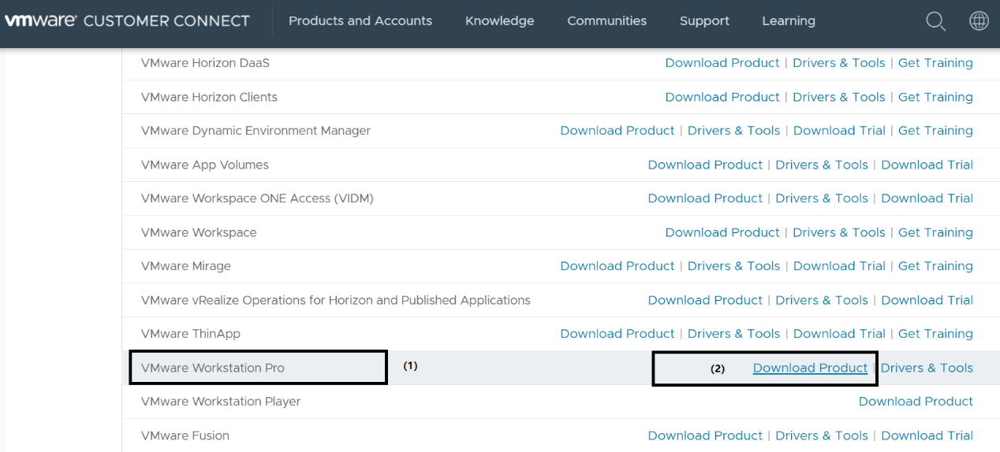 vmware® CUSTOMER CONNECT Products and Accounts Knowledge Communities Support Learning
VMware Horizon DaaS Download Product | Drivers & Tools | Get Training
VMware Horizon Clients Download Product | Drivers & Tools | Get Training
VMware Dynamic Environment Manager Download Product | Drivers & Tools | Download Trial | Get Training
VMware App Volumes Download Product | Drivers & Tools | Download Trial
VMware Workspace ONE Access (VIDM) Download Product | Drivers & Tools | Download Trial
VMware Workspace Download Product | Drivers & Tools | Get Training
VMware Mirage Download Product | Drivers & Tools | Download Trial | Get Training
VMware vRealize Operations for Horizon and Published Applications Download Product | Drivers & Tools | Download Trial
VMware ThinApp Download Product | Drivers & Tools | Download Trial | Get Training
VMware Workstation Pro (1) (2) Download Product | Drivers & Tools
VMware Workstation Player Download Product
VMware Fusion Download Product | Drivers & Tools | Download Trial